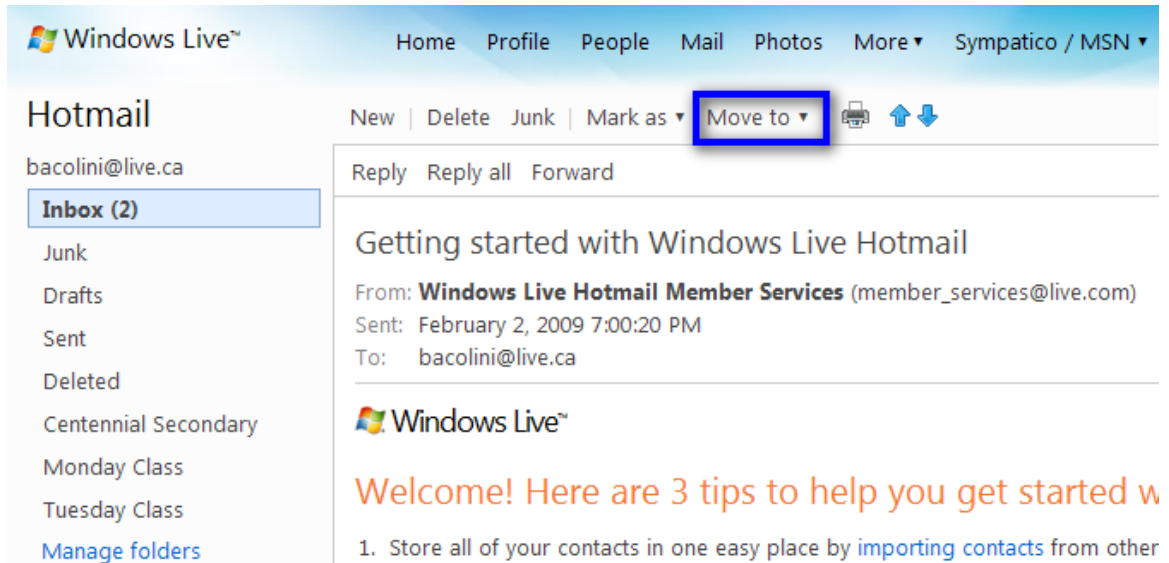 Windows Live™
Home Profile People Mail Photos More Sympatico / MSN
Hotmail
New | Delete Junk | Mark as Move to
bacolini@live.ca
Reply Reply all Forward
Inbox (2)
Junk
Drafts
Sent
Deleted
Centennial Secondary
Monday Class
Tuesday Class
Manage folders
Getting started with Windows Live Hotmail
From: Windows Live Hotmail Member Services (member_services@live.com)
Sent: February 2, 2009 7:00:20 PM
To: bacolini@live.ca
Windows Live™
Welcome! Here are 3 tips to help you get started w
1. Store all of your contacts in one easy place by importing contacts from other